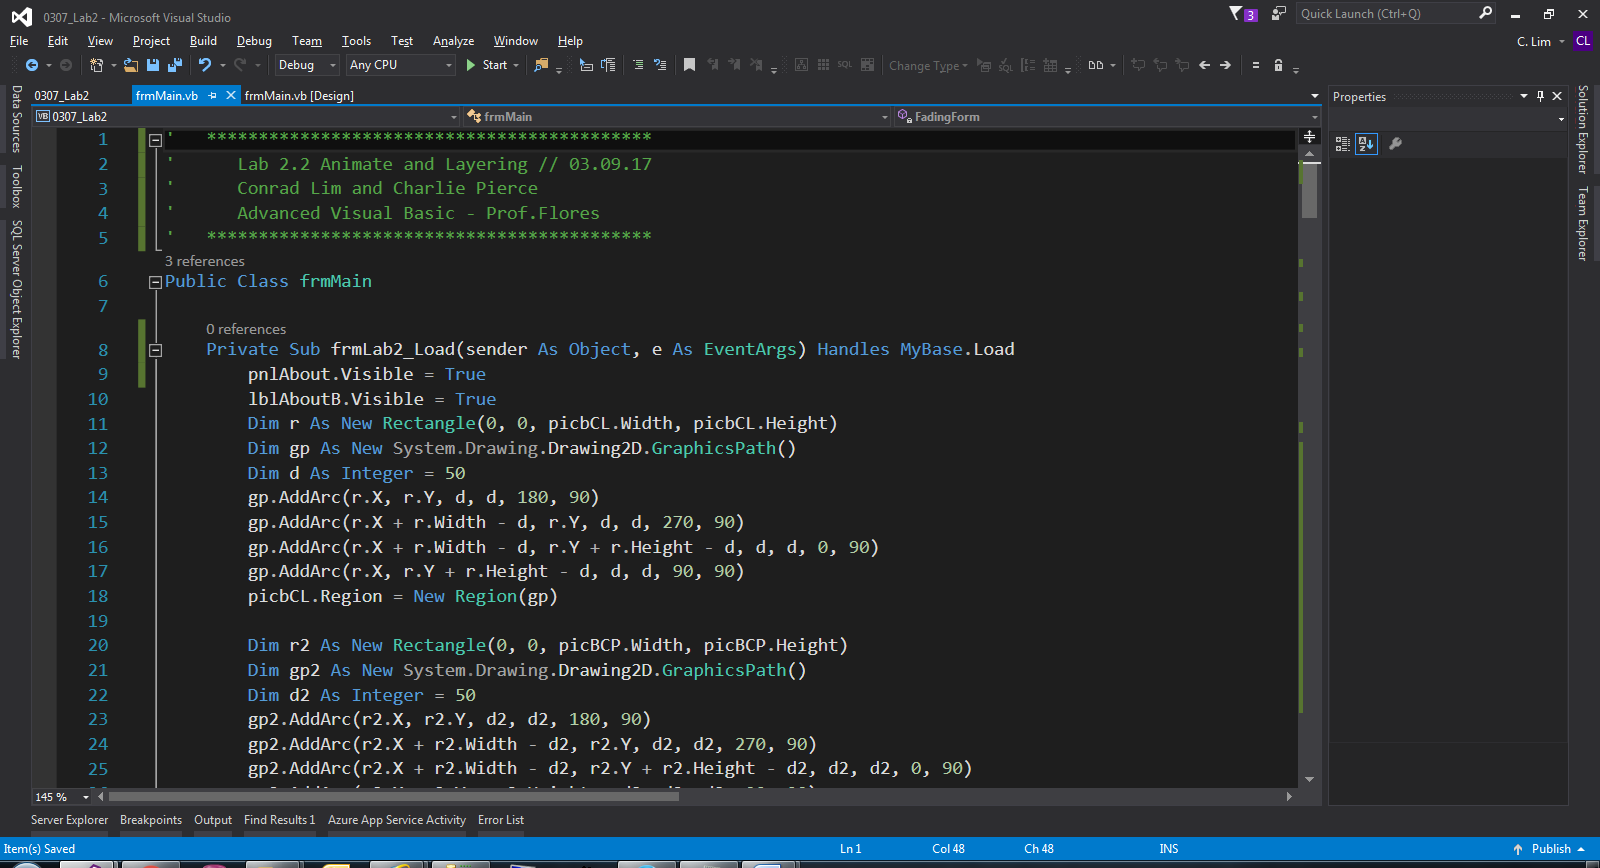 0307_Lab2 - Microsoft Visual Studio
3
Quick Launch (Ctrl+Q)
File Edit View Project Build Debug Team Tools Test Analyze Window Help
C. Lim CL
Debug Any CPU Start SQL Change Type
Data Sources
Toolbox
SQL Server Object Explorer
0307_Lab2 frmMain.vb frmMain.vb [Design]
VB 0307_Lab2 frmMain FadingForm
1 ' *******************************************
2 ' Lab 2.2 Animate and Layering // 03.09.17
3 ' Conrad Lim and Charlie Pierce
4 ' Advanced Visual Basic - Prof.Flores
5 ' *******************************************
3 references
6 Public Class frmMain
7
0 references
8 Private Sub frmLab2_Load(sender As Object, e As EventArgs) Handles MyBase.Load
9 pnlAbout.Visible = True
10 lblAboutB.Visible = True
11 Dim r As New Rectangle(0, 0, picbCL.Width, picbCL.Height)
12 Dim gp As New System.Drawing.Drawing2D.GraphicsPath()
13 Dim d As Integer = 50
14 gp.AddArc(r.X, r.Y, d, d, 180, 90)
15 gp.AddArc(r.X + r.Width - d, r.Y, d, d, 270, 90)
16 gp.AddArc(r.X + r.Width - d, r.Y + r.Height - d, d, d, 0, 90)
17 gp.AddArc(r.X, r.Y + r.Height - d, d, d, 90, 90)
18 picbCL.Region = New Region(gp)
19
20 Dim r2 As New Rectangle(0, 0, picBCP.Width, picBCP.Height)
21 Dim gp2 As New System.Drawing.Drawing2D.GraphicsPath()
22 Dim d2 As Integer = 50
23 gp2.AddArc(r2.X, r2.Y, d2, d2, 180, 90)
24 gp2.AddArc(r2.X + r2.Width - d2, r2.Y, d2, d2, 270, 90)
25 gp2.AddArc(r2.X + r2.Width - d2, r2.Y + r2.Height - d2, d2, d2, 0, 90)
145 %
Properties
Solution Explorer
Team Explorer
Server Explorer Breakpoints Output Find Results 1 Azure App Service Activity Error List
Item(s) Saved Ln 1 Col 48 Ch 48 INS Publish